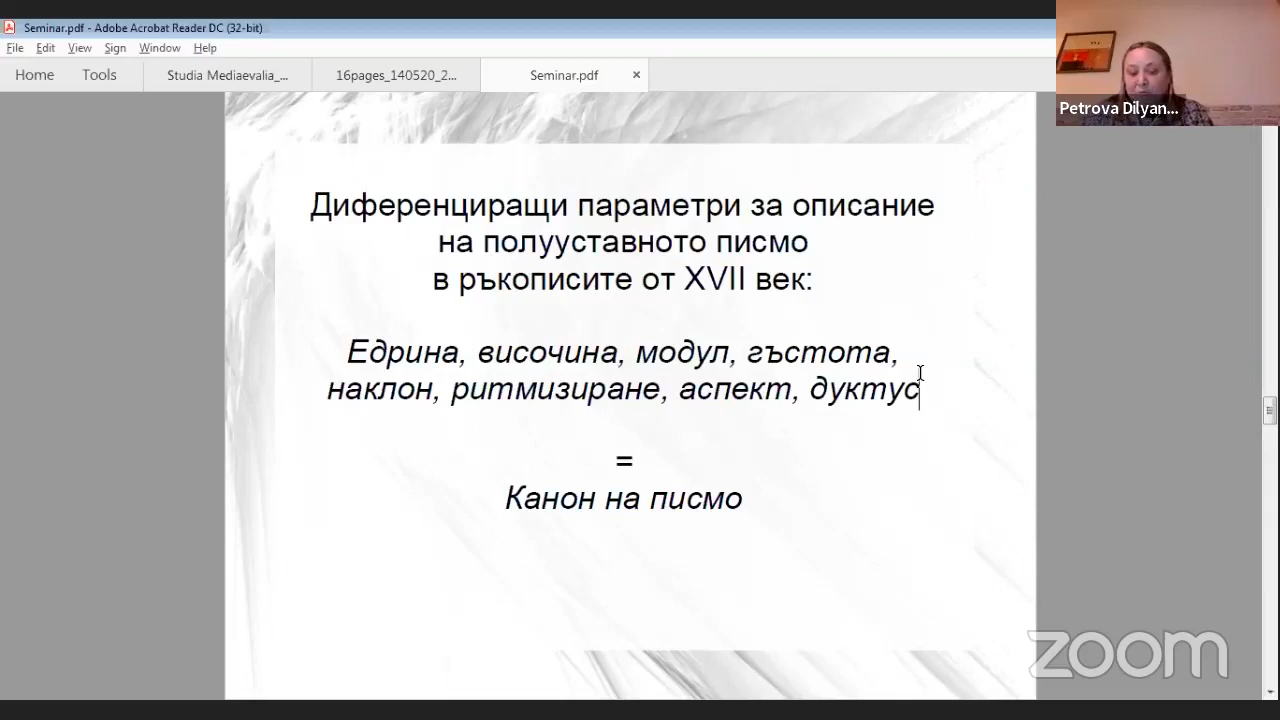 Seminar.pdf - Adobe Acrobat Reader DC (32-bit)
File Edit View Sign Window Help
Home Tools Studia Mediaevalia_... 16pages_140520_2... Seminar.pdf ×
Petrova Dilyan...
Диференциращи параметри за описание
на полууставното писмо
в ръкописите от XVII век:
Едрина, височина, модул, гъстота,
наклон, ритмизиране, аспект, дуктус
=
Канон на писмо
zoom